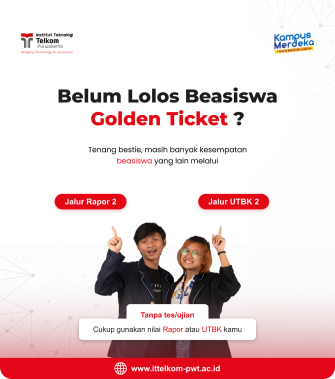 Institut Teknologi
Telkom
Purwokerto
Kampus
Merdeka
INDONESIA JAYA
Belum Lolos Beasiswa
Golden Ticket ?
Tenang bestie, masih banyak kesempatan
beasiswa yang lain melalui
Jalur Rapor 2
Jalur UTBK 2
Tanpa tes/ujian
Cukup gunakan nilai Rapor atau UTBK kamu
www.ittelkom-pwt.ac.id